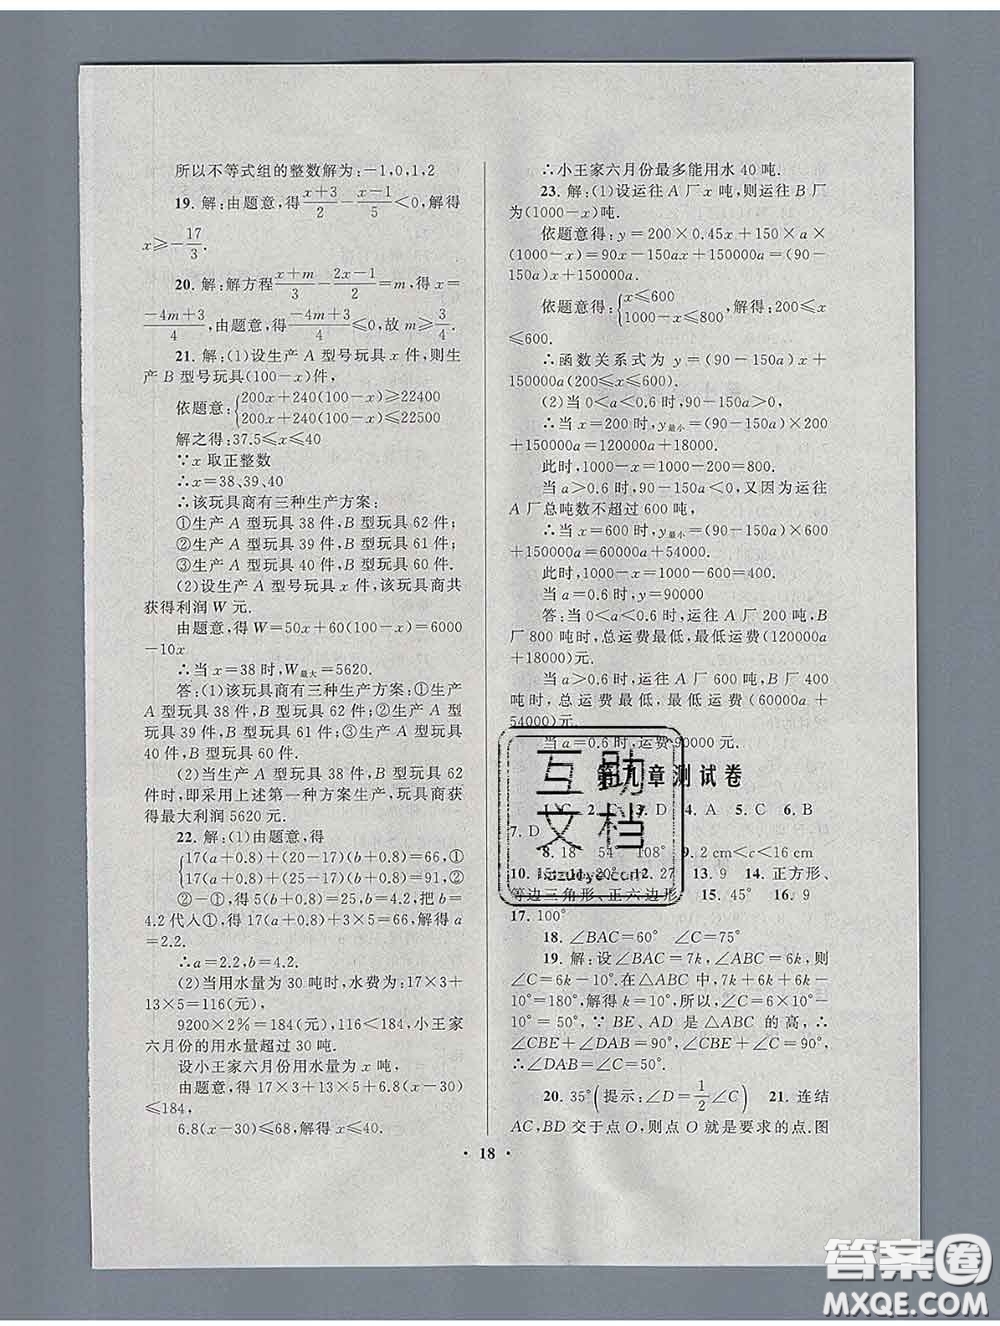 所以不等式组的整数解为:－1,0,1,2
19. 解:由题意,得(x+3)/2－(x－1)/5＜0,解得
x≥－17/3.
20. 解:解方程(x+m)/3－(2x－1)/2=m,得 x=
(－4m+3)/4,由题意,得(－4m+3)/4≤0,故 m≥3/4.
21. 解:(1)设生产 A 型号玩具 x 件,则生
产 B 型号玩具(100－x)件,
依题意:{200x+240(100－x)≥22400
200x+240(100－x)≤22500
解之得:37.5≤x≤40
∵x 取正整数
∴x=38,39,40
∴该玩具商有三种生产方案:
①生产 A 型玩具 38 件,B 型玩具 62 件;
②生产 A 型玩具 39 件,B 型玩具 61 件;
③生产 A 型玩具 40 件,B 型玩具 60 件.
(2)设生产 A 型号玩具 x 件,该玩具商共
获得利润 W 元.
由题意,得 W=50x+60(100－x)=6000
－10x
∴当 x=38 时,W最大=5620.
答:(1)该玩具商有三种生产方案:①生产
A 型玩具 38 件,B 型玩具 62 件;②生产 A 型
玩具 39 件,B 型玩具 61 件;③生产 A 型玩具
40 件,B 型玩具 60 件.
(2)当生产 A 型玩具 38 件,B 型玩具 62
件时,即采用上述第一种方案生产,玩具商获
得最大利润 5620 元.
22. 解:(1)由题意,得
{17(a+0.8)+(20－17)(b+0.8)=66,①
17(a+0.8)+(25－17)(b+0.8)=91,②
②－①,得 5(b+0.8)=25,b=4.2,把 b
=4.2 代入①,得 17(a+0.8)+3×5=66,解得 a
=2.2.
∴a=2.2,b=4.2.
(2)当用水量为 30 吨时,水费为:17×3+
13×5=116(元),
9200×2%=184(元),116＜184,小王家
六月份的用水量超过 30 吨.
设小王家六月份用水量为 x 吨,
由题意,得 17×3+13×5+6.8(x－30)
≤184,
6.8(x－30)≤68,解得 x≤40.
∴小王家六月份最多能用水 40 吨.
23. 解:(1)设运往 A 厂 x 吨,则运往 B 厂
为(1000－x)吨.
依题意得:y=200×0.45x+150×a×
(1000－x)=90x－150ax+150000a=(90－
150a)x+150000a.
依题意得:{x≤600
1000－x≤800,解得:200≤x
≤600.
∴函数关系式为 y=(90－150a)x+
150000a(200≤x≤600).
(2)当 0＜a＜0.6 时,90－150a＞0,
∴当 x=200 时,y最小=(90－150a)×200
+150000a=120000a+18000.
此时,1000－x=1000－200=800.
当 a＞0.6 时,90－150a＜0,又因为运往
A 厂总吨数不超过 600 吨,
∴当 x=600 时,y最小=(90－150a)×600
+150000a=60000a+54000.
此时,1000－x=1000－600=400.
当 a=0.6 时,y=90000
答:当 0＜a＜0.6 时,运往 A 厂 200 吨,B
厂 800 吨时,总运费最低,最低运费(120000a
+18000)元.
当 a＞0.6 时,运往 A 厂 600 吨,B 厂 400
吨时,总运费最低,最低运费(60000a+
54000)元.
当 a=0.6 时,运费 90000 元.
第九章测试卷
C 2. 3. D 4. A 5. C 6. B
7. D
8. 18° 54° 108° 9. 2 cm＜c＜16 cm
10. 15 11. 20° 12. 27 13. 9 14. 正方形、
等边三角形、正六边形 15. 45° 16. 9
17. 100°
18. ∠BAC=60° ∠C=75°
19. 解:设∠BAC=7k,∠ABC=6k,则
∠C=6k－10°.在△ABC 中,7k+6k+6k－
10°=180°,解得 k=10°,所以,∠C=6×10°－
10°=50°,∵BE、AD 是△ABC 的高,∴
∠CBE+∠DAB=90°,∠CBE+∠C=90°,
∴∠DAB=∠C=50°.
20. 35°(提示:∠D=1/2∠C) 21. 连结
AC,BD 交于点 O,则点 O 就是要求的点.图
· 18 ·
互助
文档
答案圈
MXQE.COM